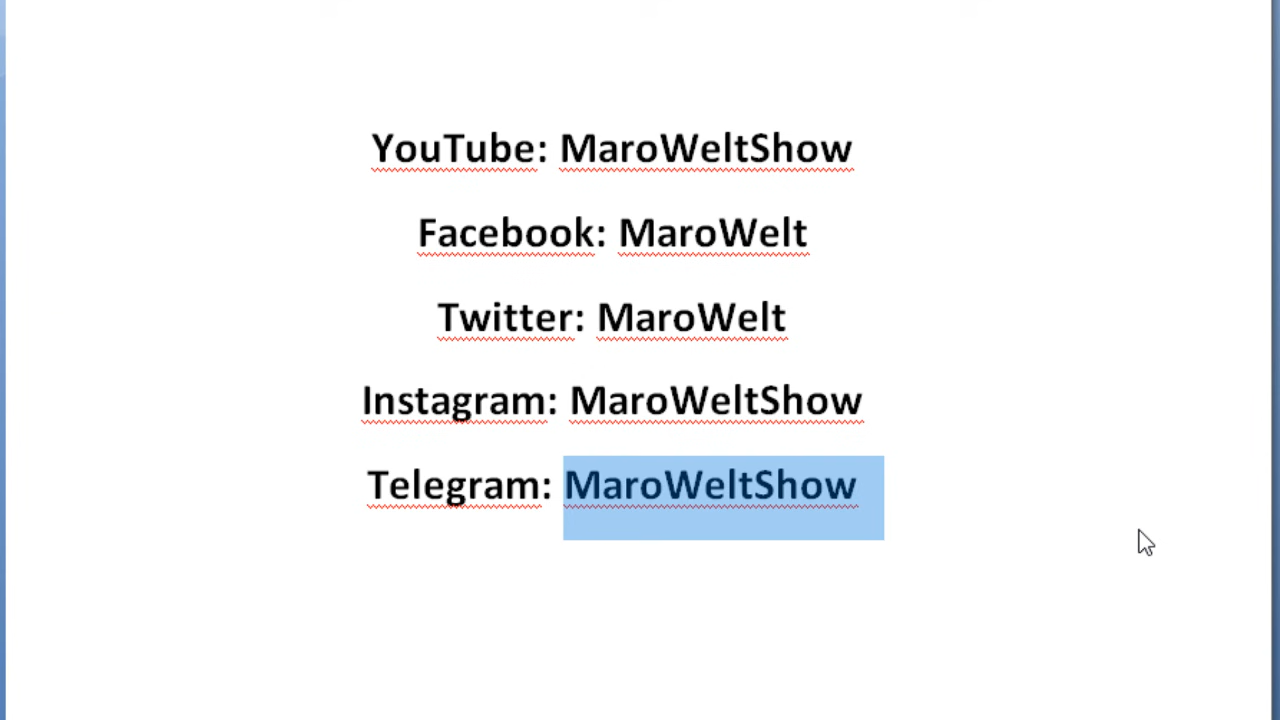 YouTube: MaroWeltShow
Facebook: MaroWelt
Twitter: MaroWelt
Instagram: MaroWeltShow
Telegram: MaroWeltShow